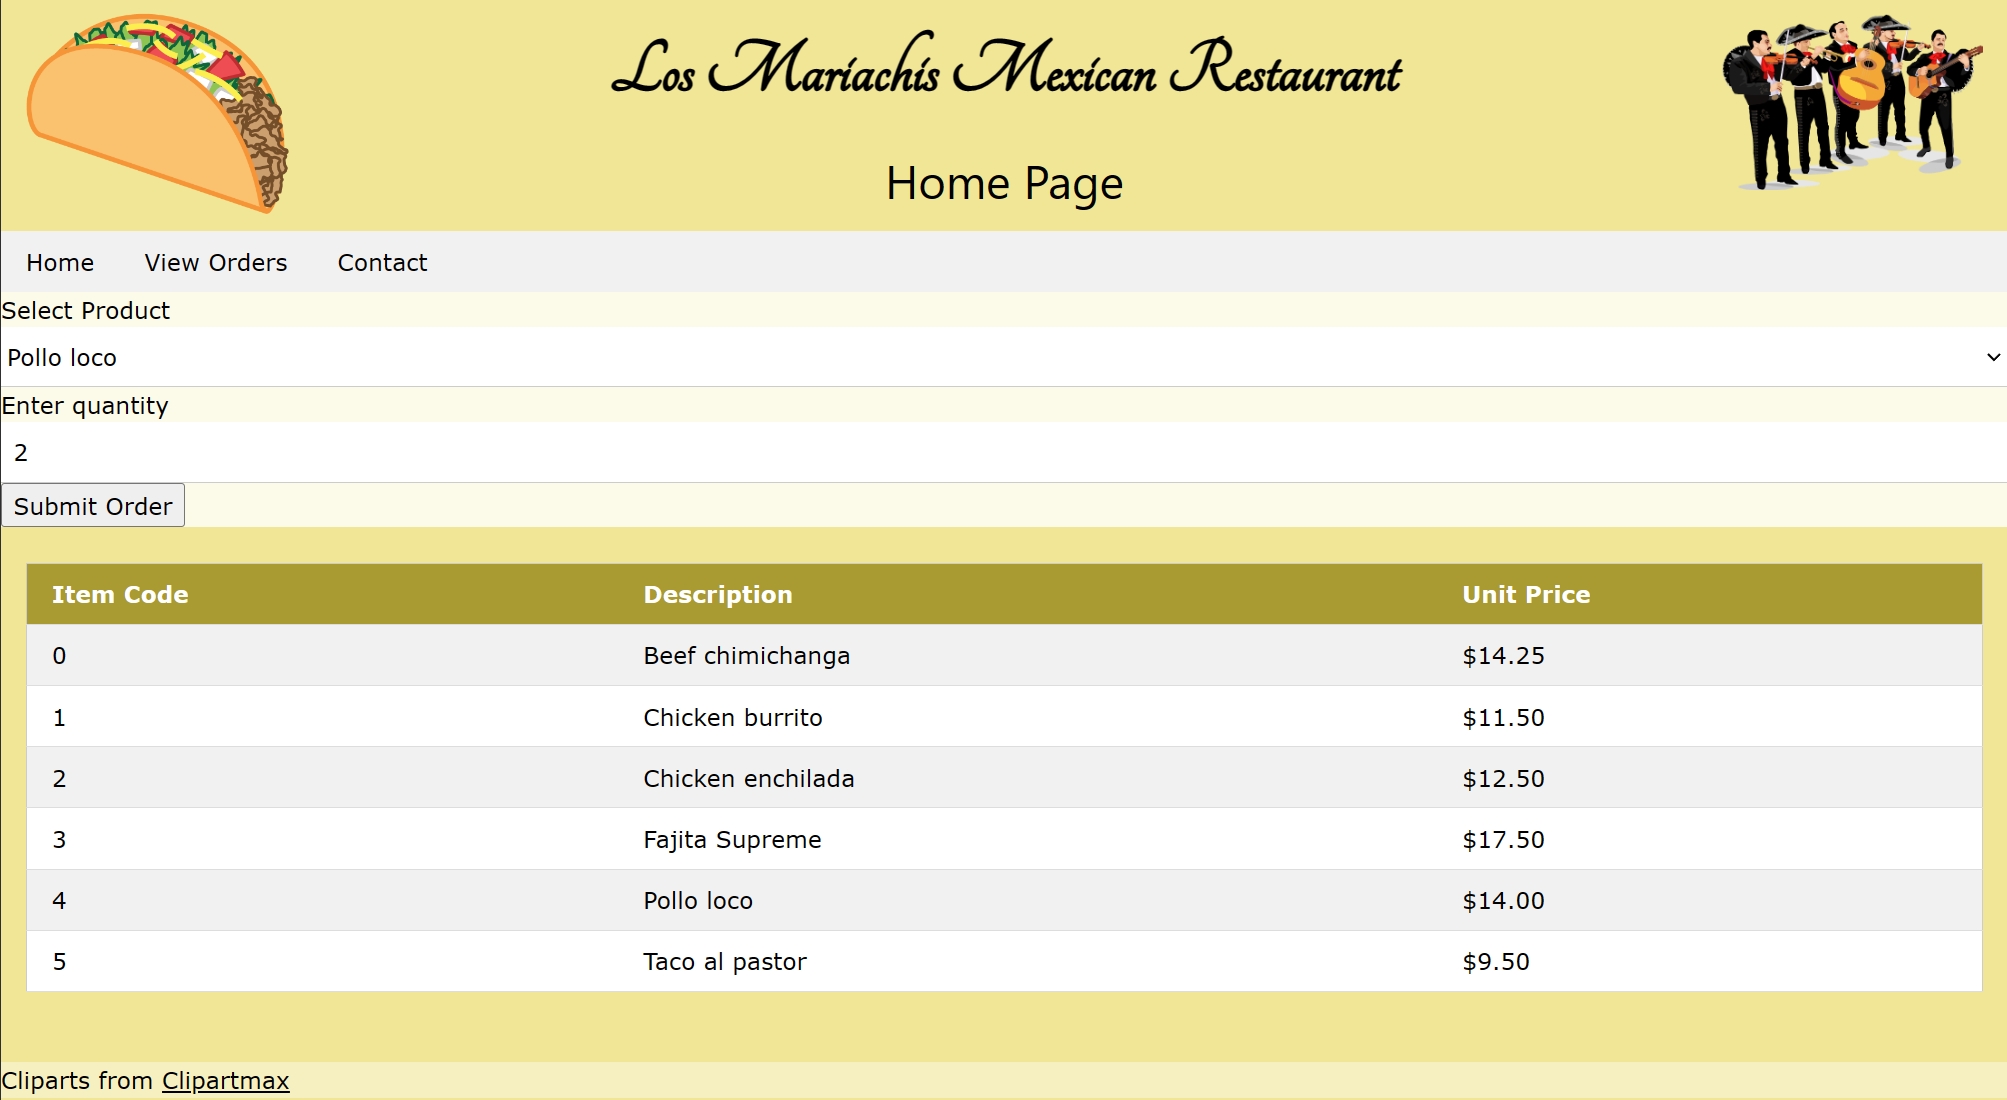 Los Mariachis Mexican Restaurant
Home Page
Home View Orders Contact
Select Product
Pollo loco
Enter quantity
2
Submit Order
Item Code Description Unit Price
0 Beef chimichanga $14.25
1 Chicken burrito $11.50
2 Chicken enchilada $12.50
3 Fajita Supreme $17.50
4 Pollo loco $14.00
5 Taco al pastor $9.50
Cliparts from Clipartmax